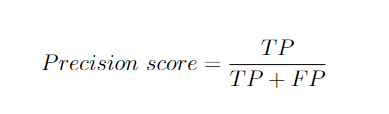 Precision score = TP / TP + FP